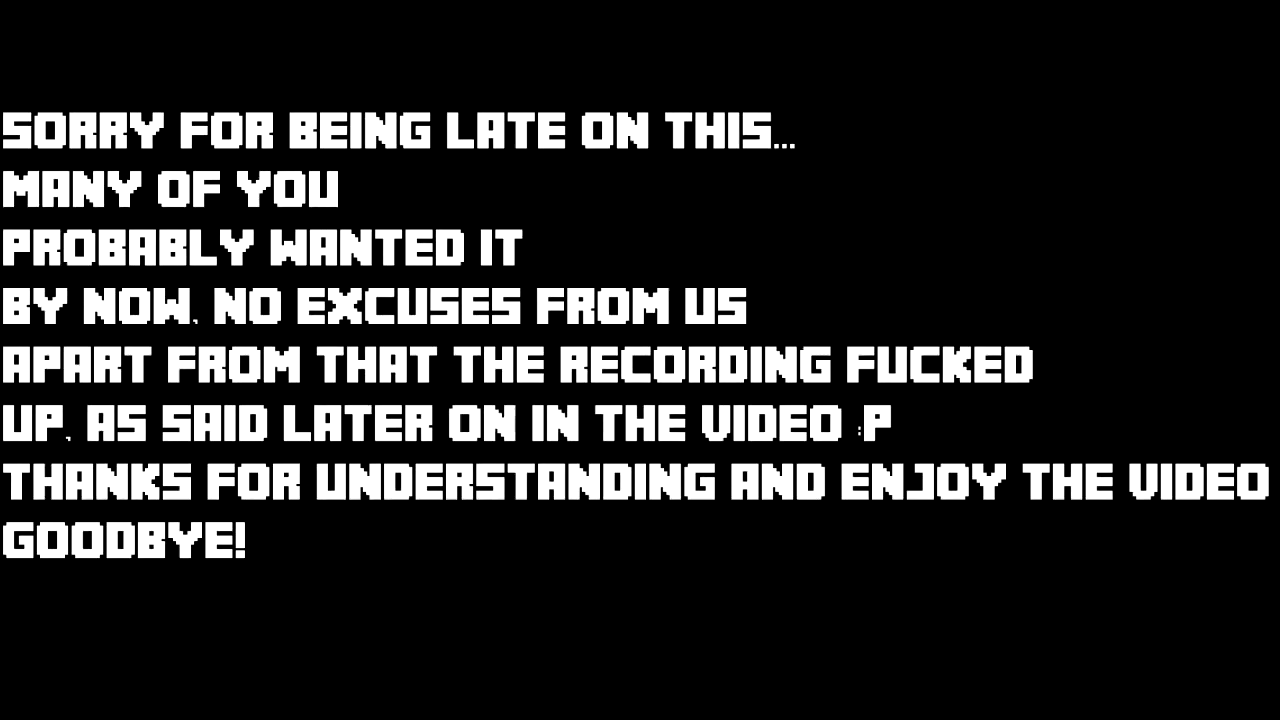 SORRY FOR BEING LATE ON THIS...
MANY OF YOU
PROBABLY WANTED IT
BY NOW, NO EXCUSES FROM US
APART FROM THAT THE RECORDING FUCKED
UP, AS SAID LATER ON IN THE VIDEO :P
THANKS FOR UNDERSTANDING AND ENJOY THE VIDEO
GOODBYE!